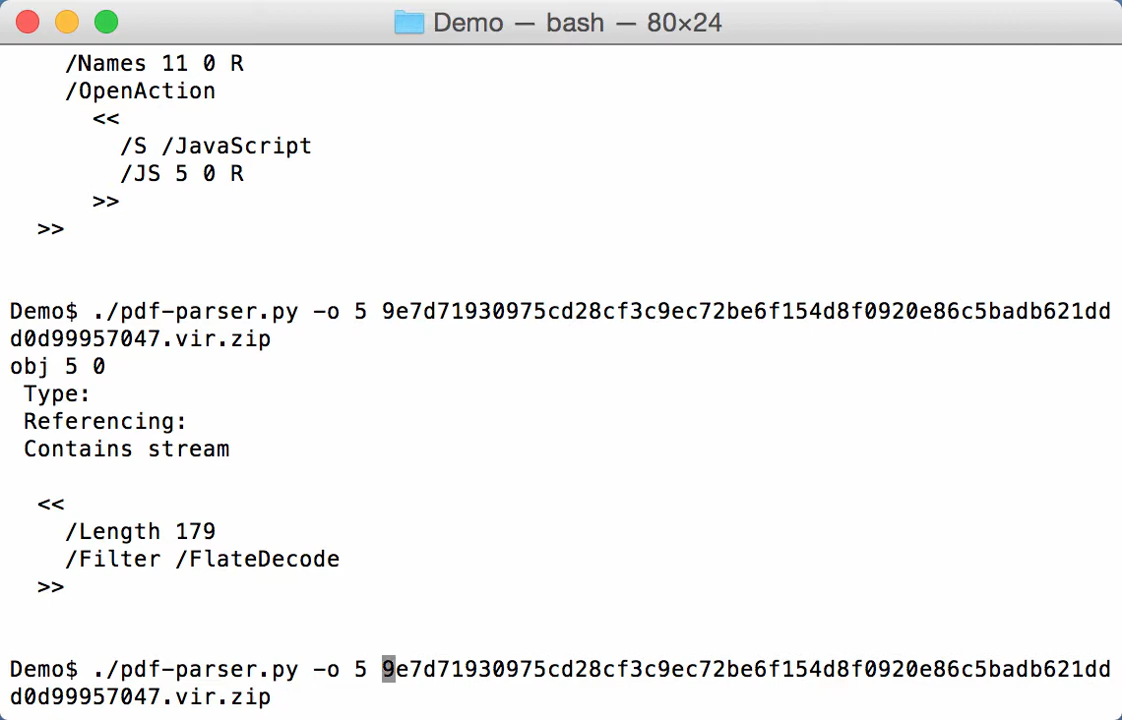 Demo — bash — 80×24
/Names 11 0 R
/OpenAction
<<
/S /JavaScript
/JS 5 0 R
>>
>>
Demo$ ./pdf-parser.py -o 5 9e7d71930975cd28cf3c9ec72be6f154d8f0920e86c5badb621dd
d0d99957047.vir.zip
obj 5 0
Type:
Referencing:
Contains stream
<<
/Length 179
/Filter /FlateDecode
>>
Demo$ ./pdf-parser.py -o 5 9e7d71930975cd28cf3c9ec72be6f154d8f0920e86c5badb621dd
d0d99957047.vir.zip